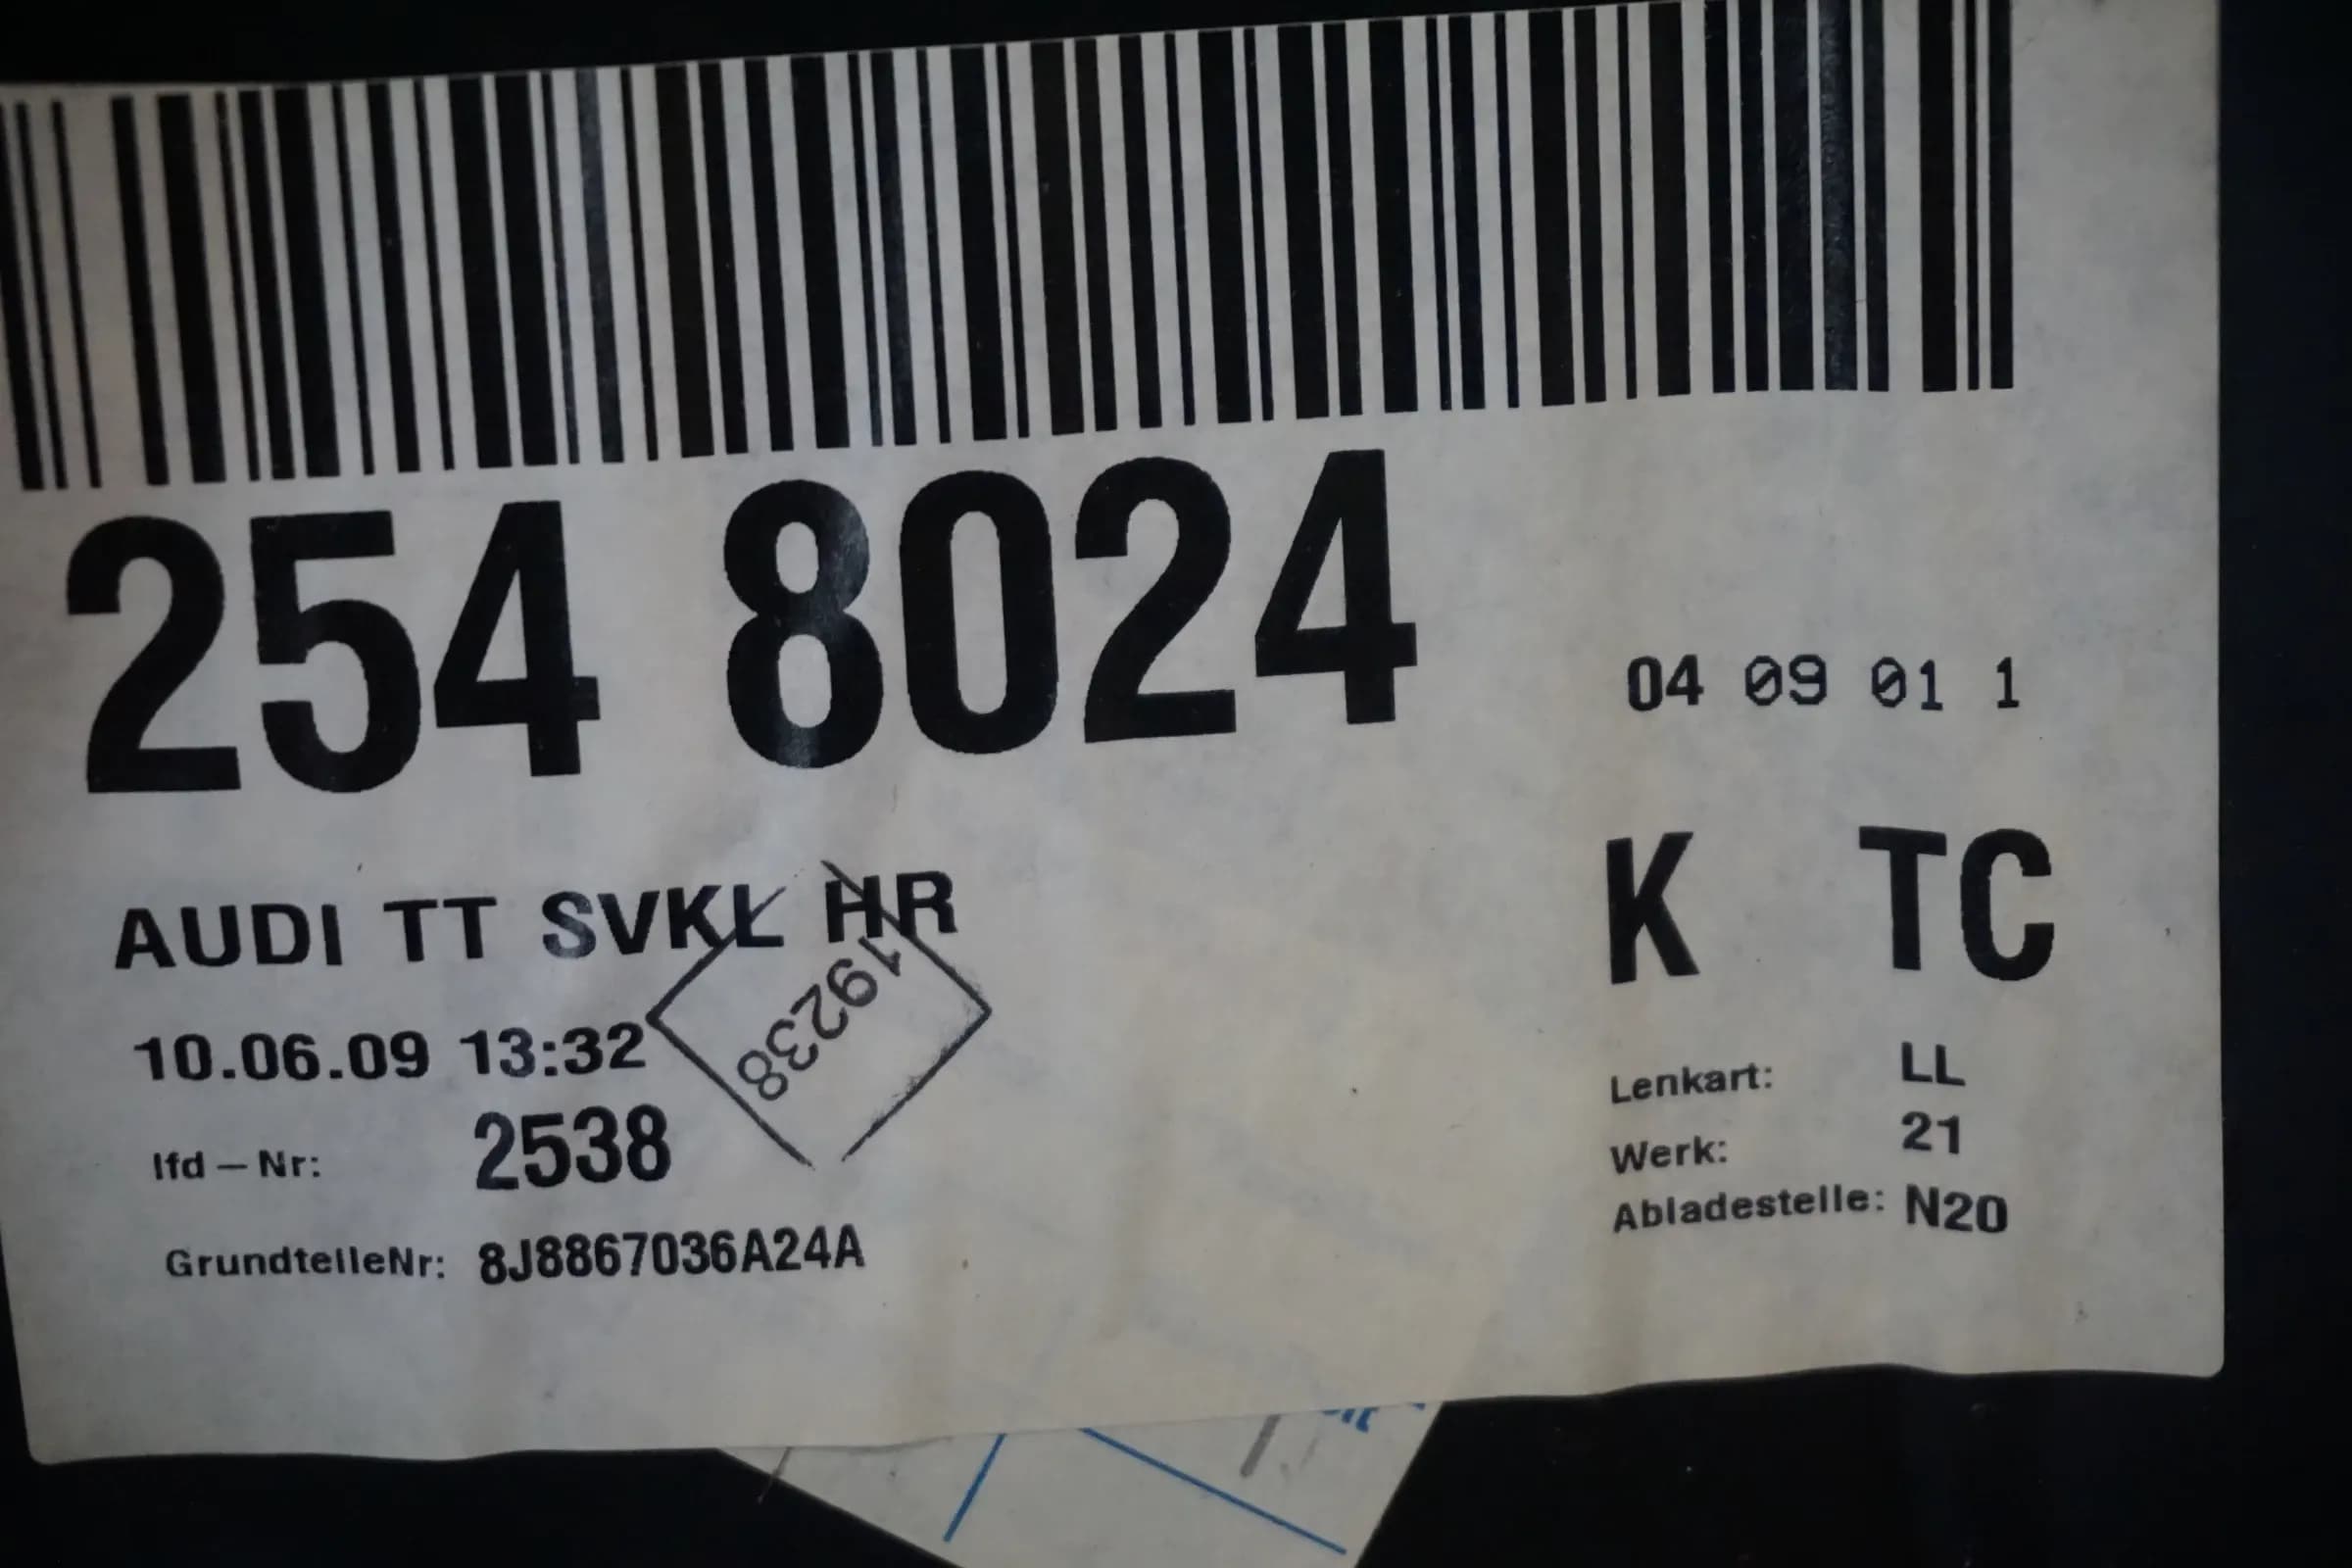 254 8024
04 09 01 1
K TC
AUDI TT SVKL HR
19238
10.06.09 13:32
lfd – Nr: 2538
GrundteileNr: 8J8867036A24A
Lenkart: LL
Werk: 21
Abladestelle: N20